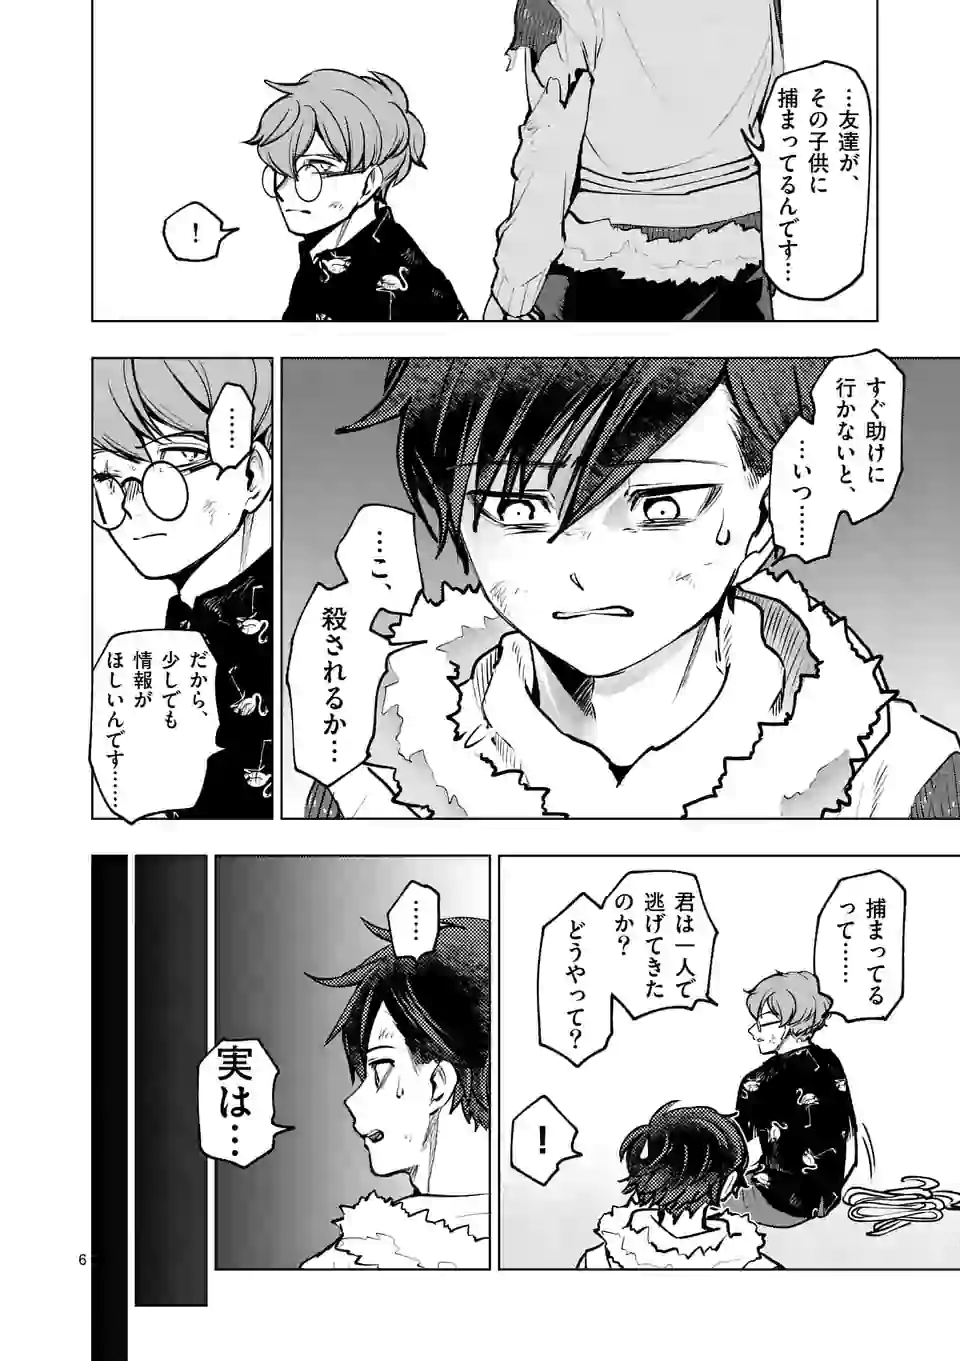 …友達が、
その子供に
捕まってるんです…
！
すぐ助けに
行かないと、
…いつ……
…こ、
殺されるか…
……
だから、
少しでも
情報が
ほしいんです……
捕まってる
って……
君は一人で
逃げてきた
のか？
どうやって？
！
……
実は…
6